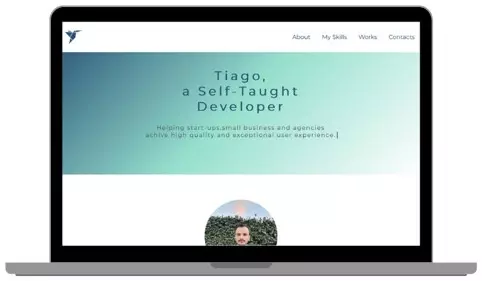 About My Skills Works Contacts
Tiago,
a Self-Taught
Developer
Helping start-ups,small business and agencies
achive high quality and exceptional user experience.